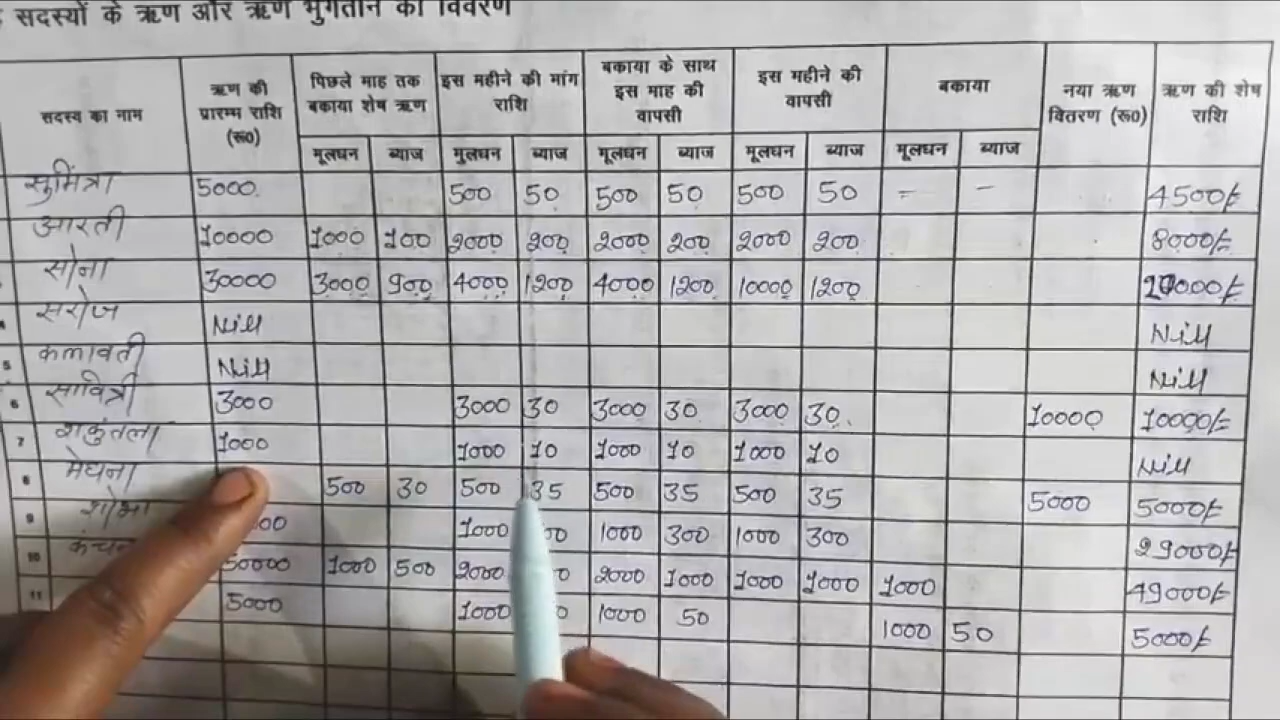 सदस्यों के ऋण और ऋण भुगतान का विवरण
सदस्य का नाम ऋण की प्रारम्भ राशि (रू0) पिछले माह तक बकाया शेष ऋण इस महीने की मांग राशि बकाया के साथ इस माह की वापसी इस महीने की वापसी बकाया नया ऋण वितरण (रू0) ऋण की शेष राशि
मूलधन ब्याज मुलधन ब्याज मूलधन ब्याज मूलधन ब्याज मूलधन ब्याज
सुमित्रा 5000 500 50 500 50 500 50 = - 4500/-
आरती 10000 1000 100 2000 200 2000 200 2000 200 8000/-
सोना 30000 3000 900 4000 1200 4000 1200 10000 1200 20000/-
सरोज Nill Nill
5 कलावती Nill Nill
6 सावित्री 3000 3000 30 3000 30 3000 30 10000 10000/-
7 शकुंतला 1000 1000 10 1000 10 1000 10 Nill
8 मेघना 500 30 500 35 500 35 500 35 5000 5000/-
9 शोभा 1000 1000 300 1000 300 29000/-
10 कंचन 50000 1000 500 2000 2000 1000 1000 1000 1000 49000/-
11 5000 1000 1000 50 1000 50 5000/-